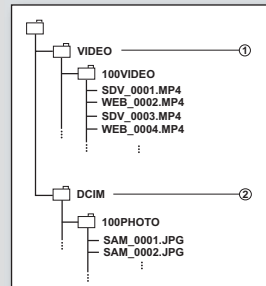 VIDEO ①
100VIDEO
SDV_0001.MP4
WEB_0002.MP4
SDV_0003.MP4
WEB_0004.MP4
DCIM ②
100PHOTO
SAM_0001.JPG
SAM_0002.JPG